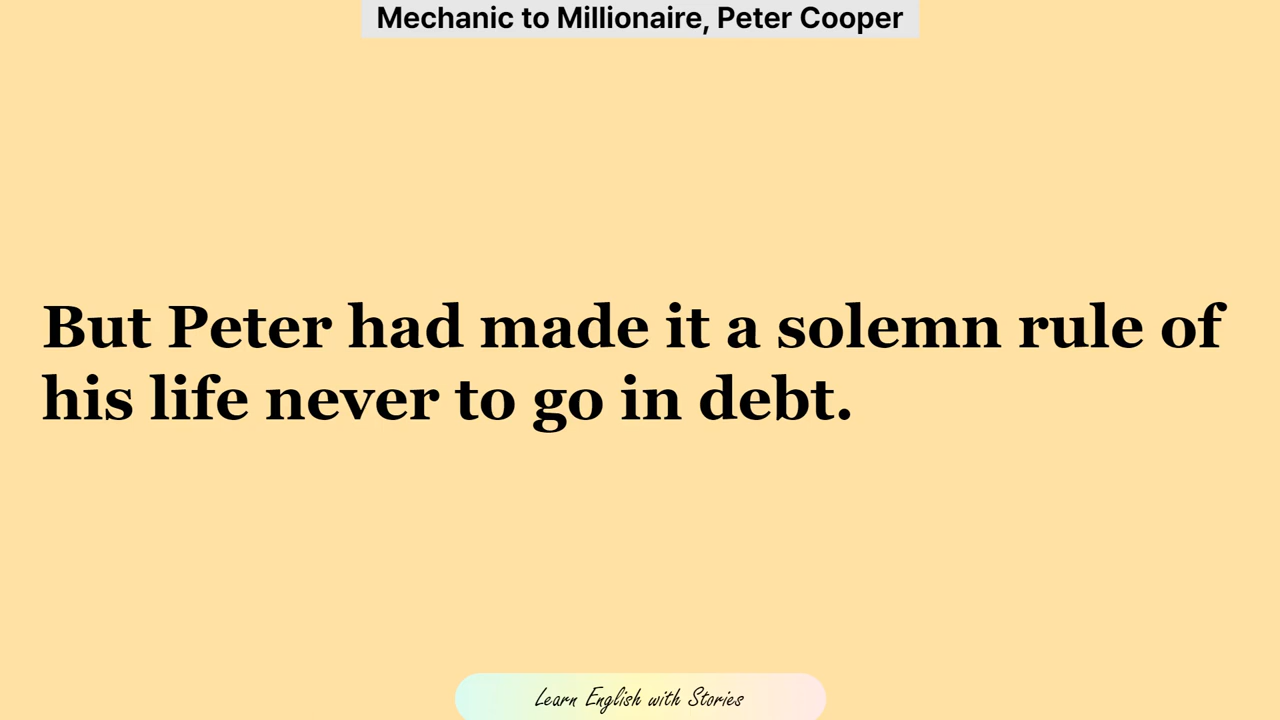 Mechanic to Millionaire, Peter Cooper
But Peter had made it a solemn rule of
his life never to go in debt.
Learn English with Stories